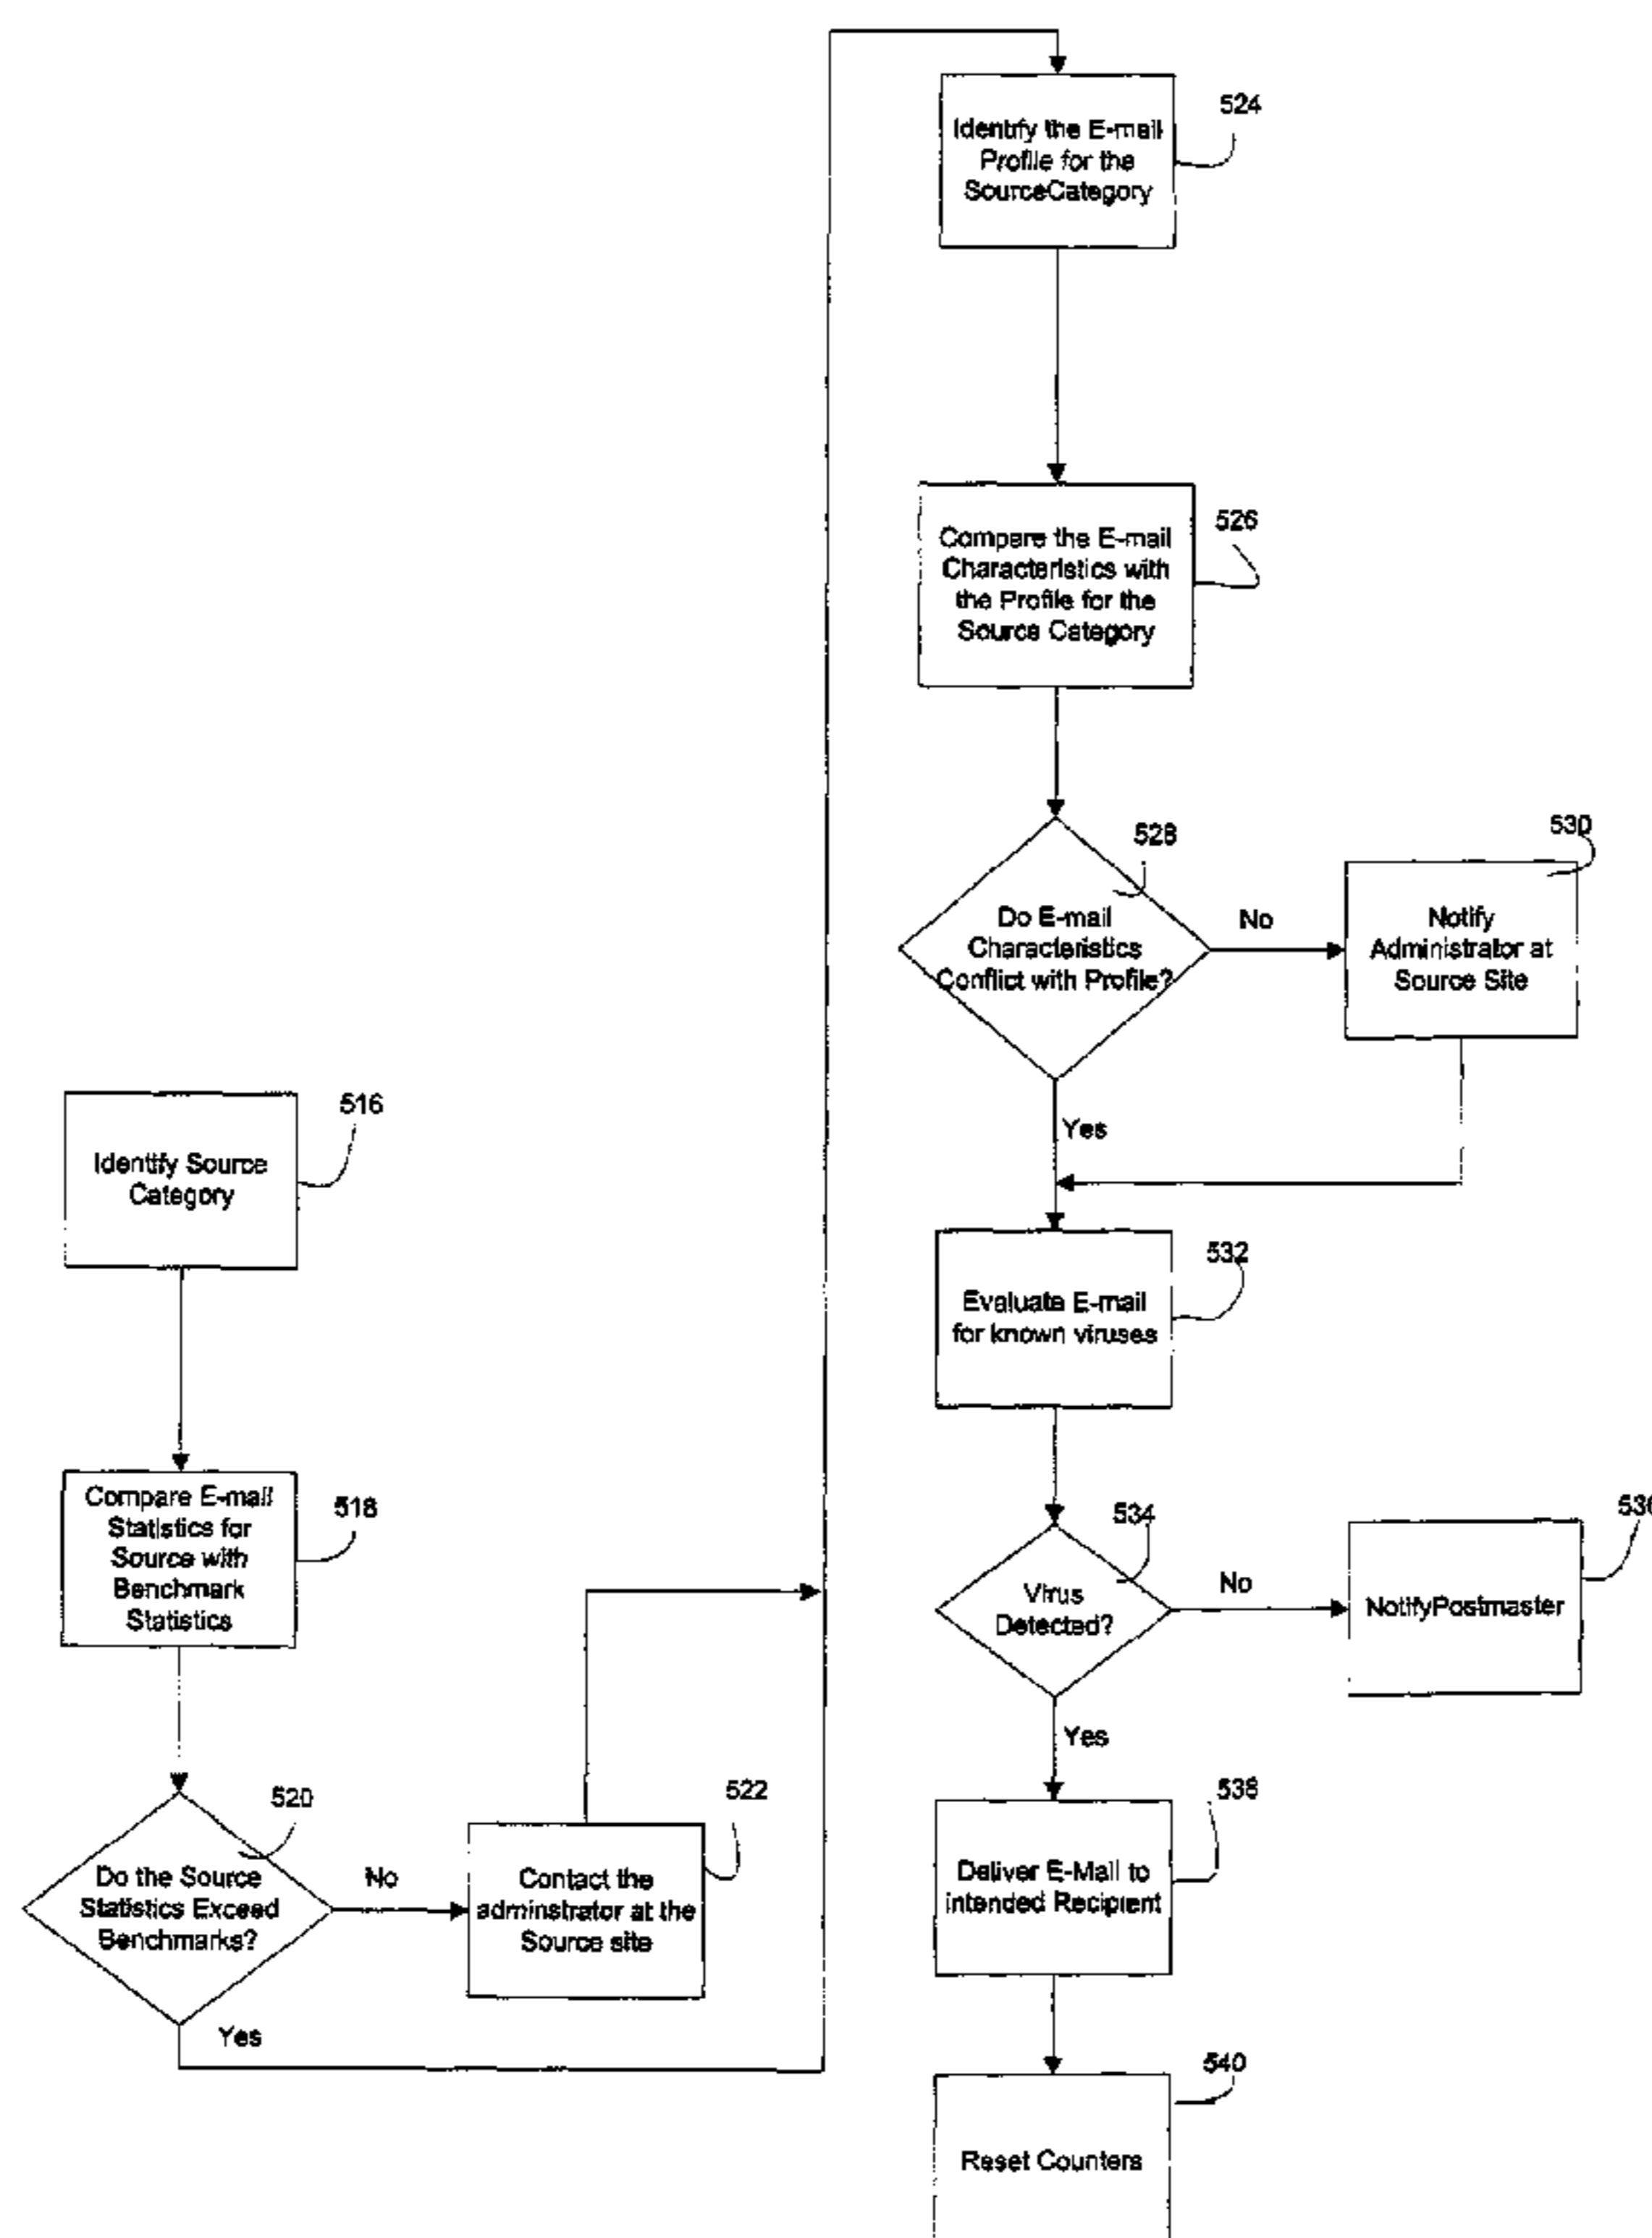 516
Identify Source
Category
518
Compare E-mail
Statistics for
Source with
Benchmark
Statistics
520
Do the Source
Statistics Exceed
Benchmarks?
No
Yes
522
Contact the
adminstrator at the
Source site
524
Identify the E-mail
Profile for the
SourceCategory
526
Compare the E-mail
Characteristics with
the Profile for the
Source Category
528
Do E-mail
Characteristics
Conflict with Profile?
No
Yes
530
Notify
Administrator at
Source Site
532
Evaluate E-mail
for known viruses
534
Virus
Detected?
No
Yes
536
NotifyPostmaster
538
Deliver E-Mail to
intended Recipient
540
Reset Counters